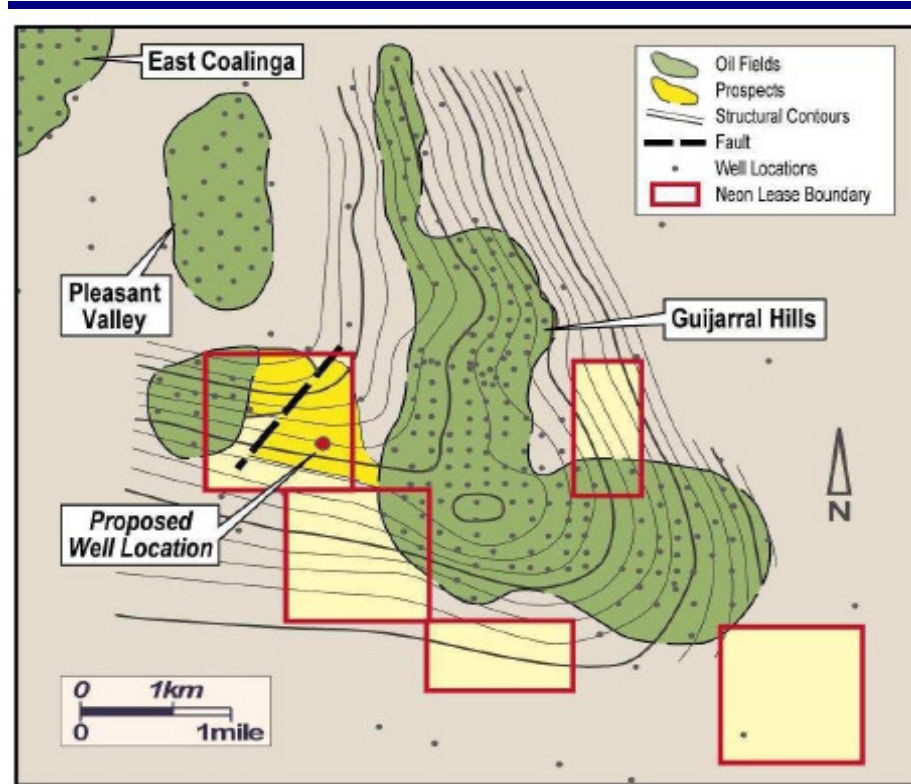 East Coalinga
Oil Fields
Prospects
Structural Contours
Fault
Well Locations
Neon Lease Boundary
Pleasant
Valley
Guijarral Hills
Proposed
Well Location
N
0 1km
0 1mile